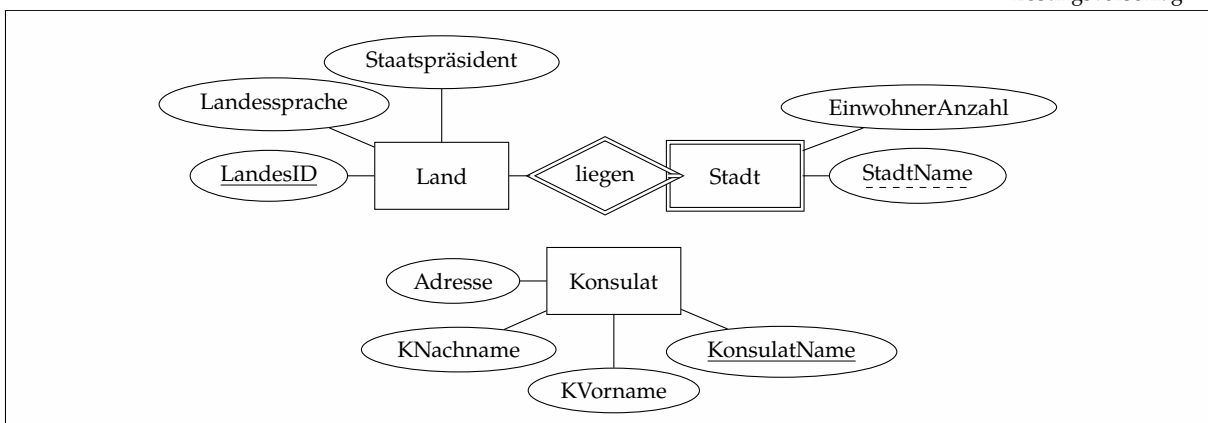 Staatspräsident
Landessprache
EinwohnerAnzahl
LandesID
Land
liegen
Stadt
StadtName
Adresse
Konsulat
KNachname
KonsulatName
KVorname